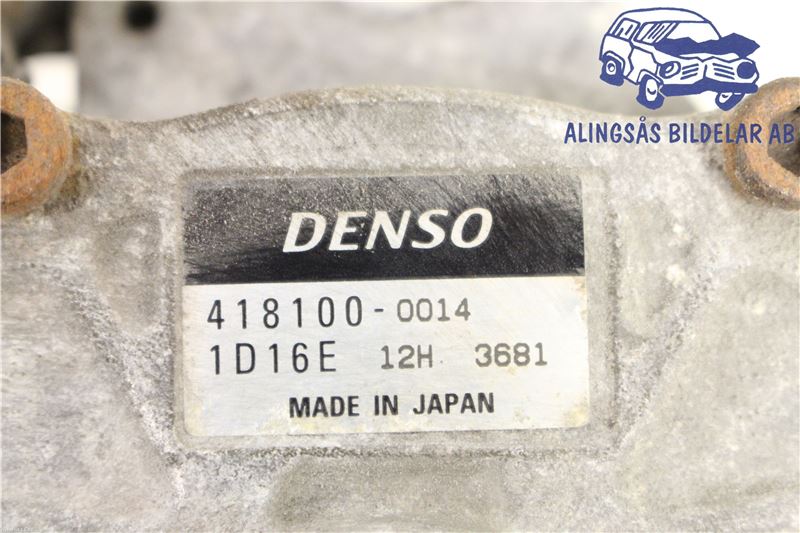 ALINGSÅS BILDELAR AB
DENSO
418100-0014
1D16E 12H 3681
MADE IN JAPAN